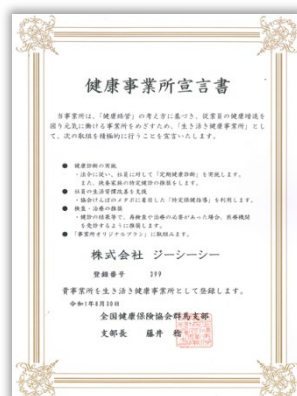 健康事業所宣言書
当事業所は、「健康経営」の考え方に基づき、従業員の健康増進を
図り元気に働ける事業所をめざすため、「生き活き健康事業所」とし
て、次の取組を積極的に行うことを宣言いたします。
● 健康診断の実施
・法令に従い、社員に対して「定期健康診断」を実施します。
また、扶養家族の特定健診の推奨をします。
● 社員の生活習慣改善を支援
・協会けんぽのメタボに着目した「特定保健指導」を利用します。
● 検査・治療の推奨
・健診の結果等で、再検査や治療の必要があった場合、医療機関
を受診するように推奨します。
● 「事業所オリジナルプラン」に取組みます。
株式会社 ジーシーシー
登録番号 399
貴事業所を生き活き健康事業所として登録します。
令和1年8月30日
全国健康保険協会群馬支部
支部長 藤井 稔